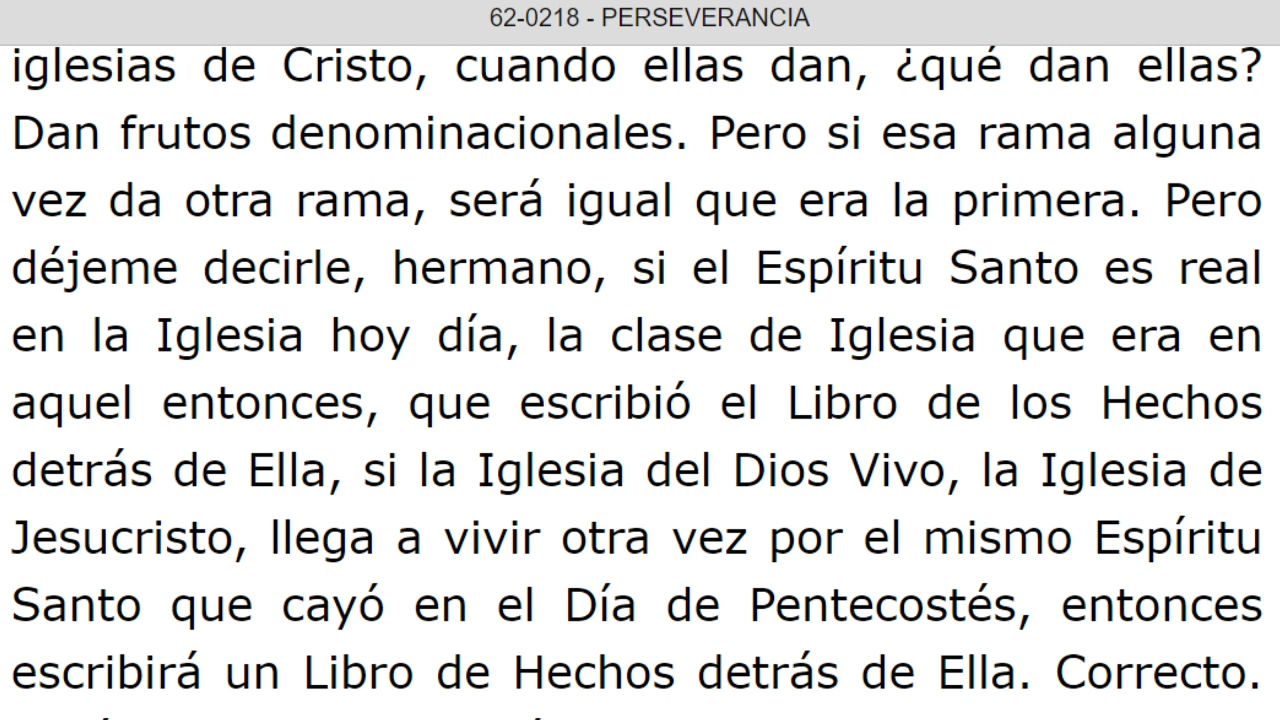 62-0218 - PERSEVERANCIA
iglesias de Cristo, cuando ellas dan, ¿qué dan ellas?
Dan frutos denominacionales. Pero si esa rama alguna
vez da otra rama, será igual que era la primera. Pero
déjeme decirle, hermano, si el Espíritu Santo es real
en la Iglesia hoy día, la clase de Iglesia que era en
aquel entonces, que escribió el Libro de los Hechos
detrás de Ella, si la Iglesia del Dios Vivo, la Iglesia de
Jesucristo, llega a vivir otra vez por el mismo Espíritu
Santo que cayó en el Día de Pentecostés, entonces
escribirá un Libro de Hechos detrás de Ella. Correcto.